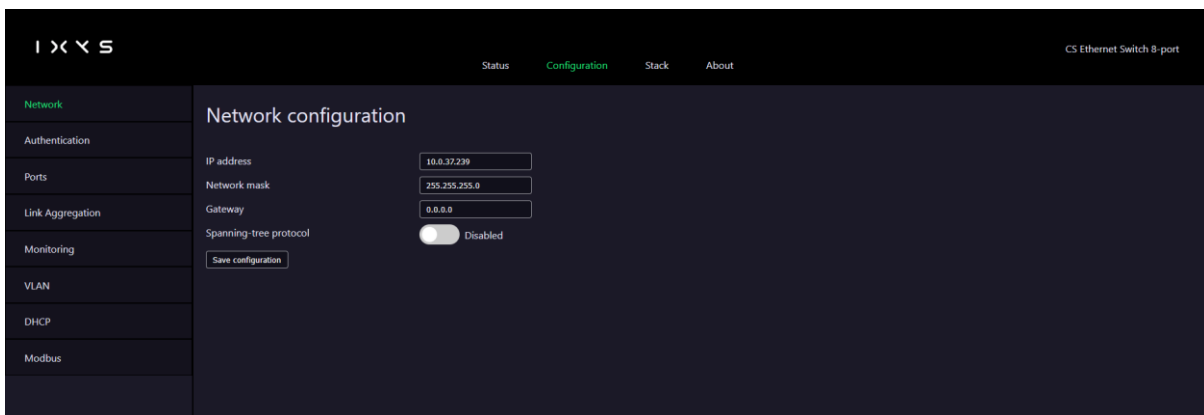 IXYS
CS Ethernet Switch 8-port
Status Configuration Stack About
Network
Authentication
Ports
Link Aggregation
Monitoring
VLAN
DHCP
Modbus
Network configuration
IP address 10.0.37.239
Network mask 255.255.255.0
Gateway 0.0.0.0
Spanning-tree protocol Disabled
Save configuration